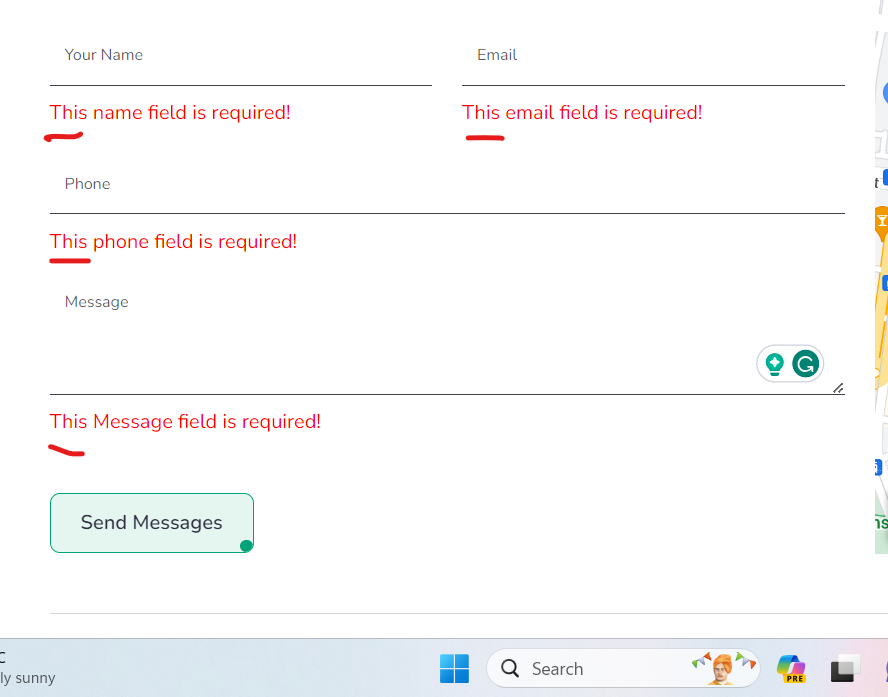 Your Name
Email
This name field is required!
This email field is required!
Phone
This phone field is required!
Message
This Message field is required!
Send Messages
Search
PRE
ly sunny